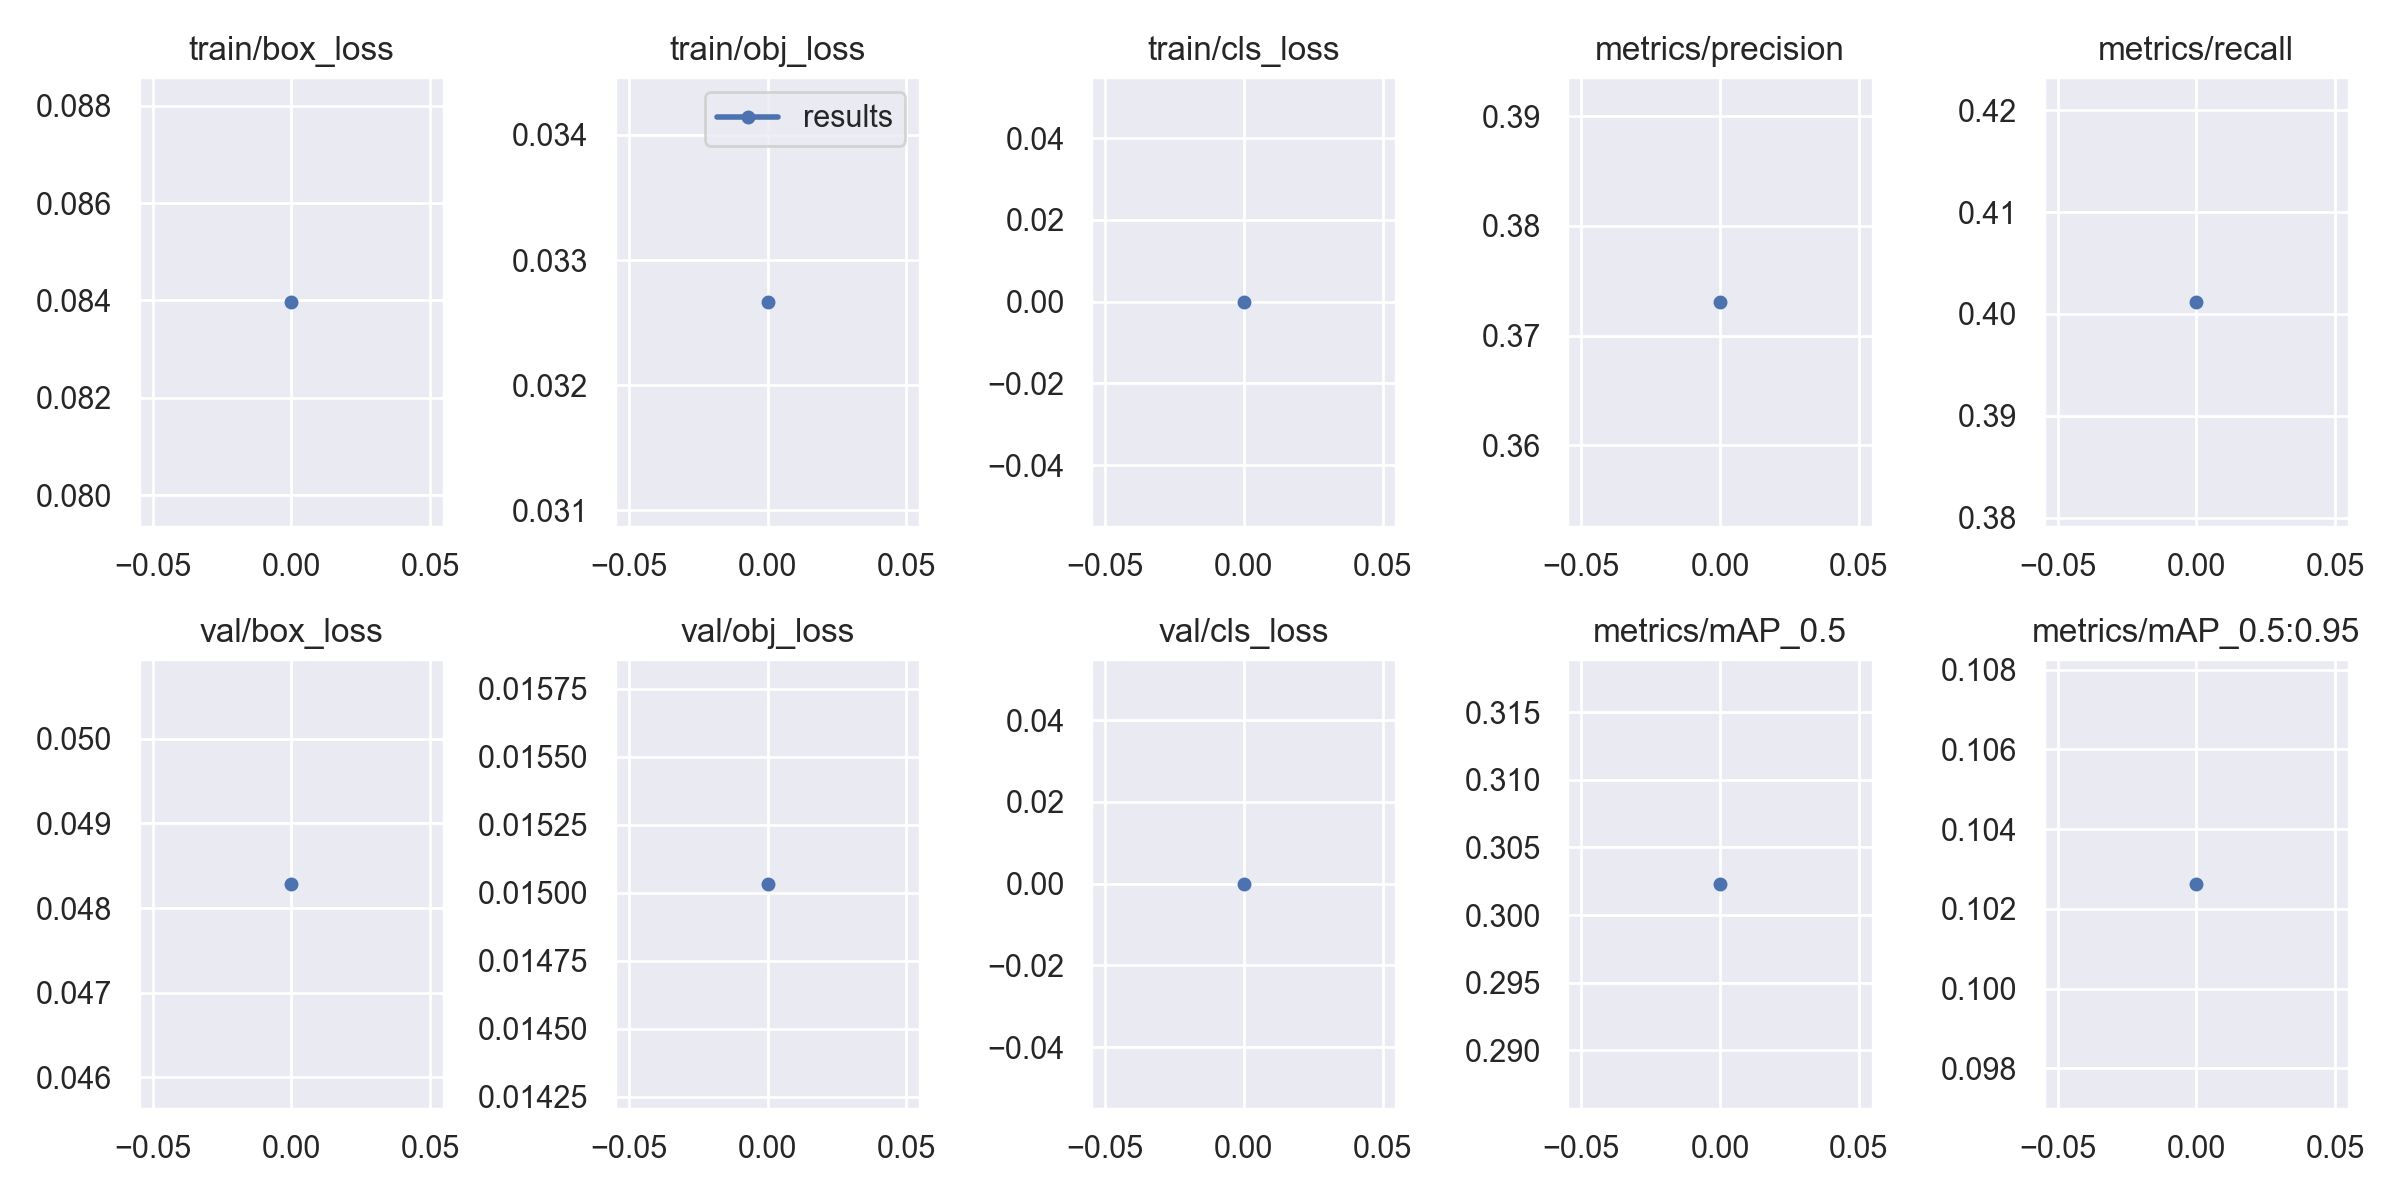 train/box_loss
0.088
0.086
0.084
0.082
0.080
−0.05 0.00 0.05
train/obj_loss
results
0.034
0.033
0.032
0.031
−0.05 0.00 0.05
train/cls_loss
0.04
0.02
0.00
−0.02
−0.04
−0.05 0.00 0.05
metrics/precision
0.39
0.38
0.37
0.36
−0.05 0.00 0.05
metrics/recall
0.42
0.41
0.40
0.39
0.38
−0.05 0.00 0.05
val/box_loss
0.050
0.049
0.048
0.047
0.046
−0.05 0.00 0.05
val/obj_loss
0.01575
0.01550
0.01525
0.01500
0.01475
0.01450
0.01425
−0.05 0.00 0.05
val/cls_loss
0.04
0.02
0.00
−0.02
−0.04
−0.05 0.00 0.05
metrics/mAP_0.5
0.315
0.310
0.305
0.300
0.295
0.290
−0.05 0.00 0.05
metrics/mAP_0.5:0.95
0.108
0.106
0.104
0.102
0.100
0.098
−0.05 0.00 0.05